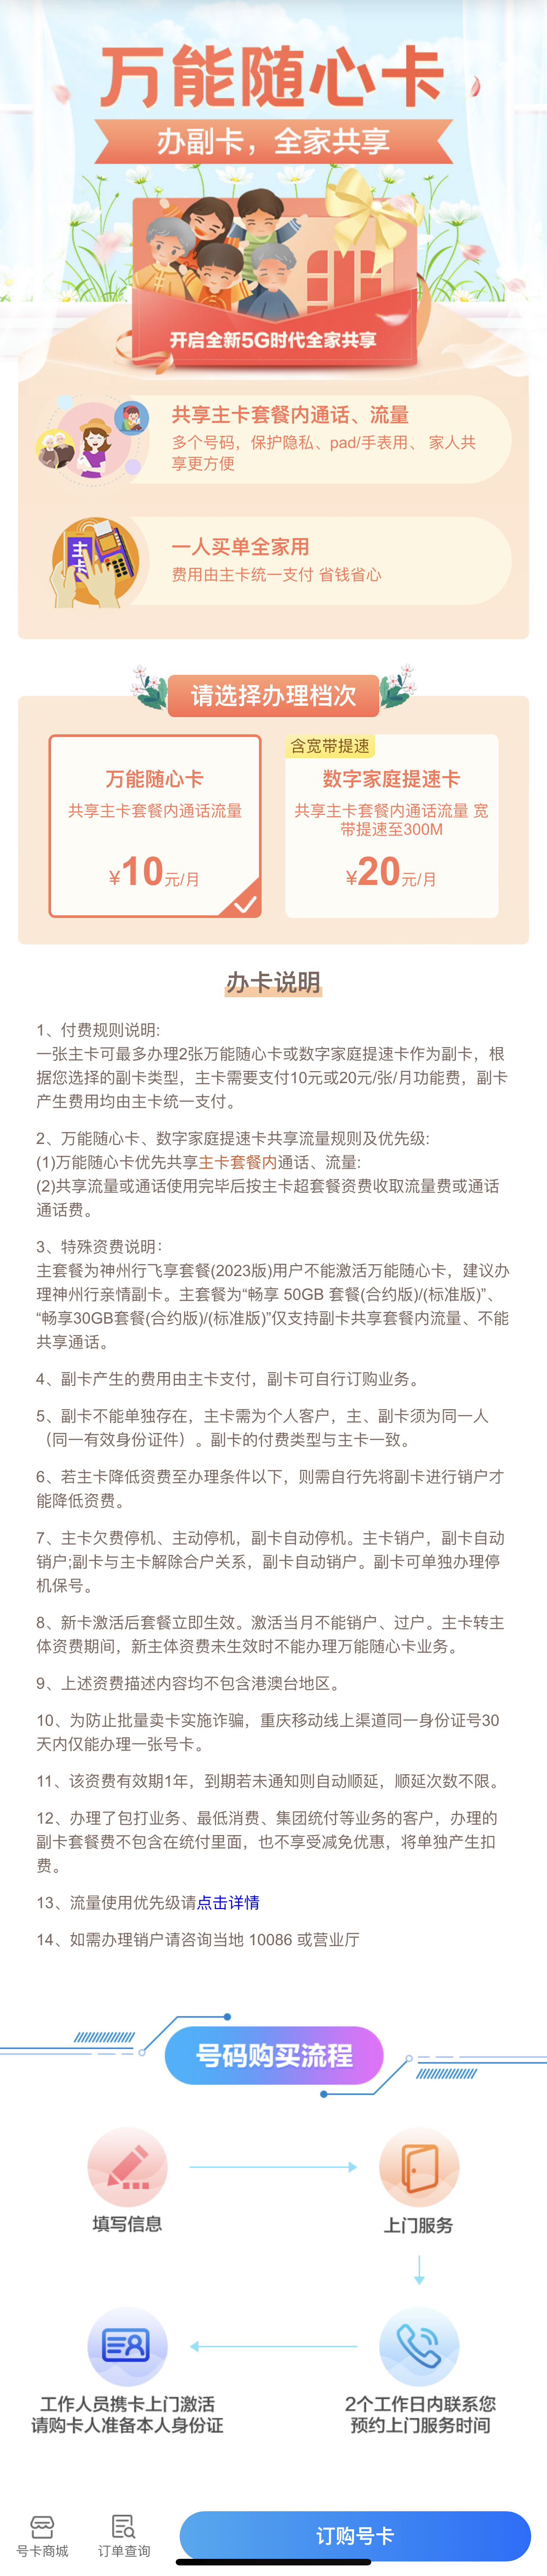 万能随心卡
办副卡，全家共享
开启全新5G时代全家共享
共享主卡套餐内通话、流量
多个号码，保护隐私、pad/手表用、 家人共
享更方便
主卡
一人买单全家用
费用由主卡统一支付 省钱省心
请选择办理档次
万能随心卡
共享主卡套餐内通话流量
¥10元/月
含宽带提速
数字家庭提速卡
共享主卡套餐内通话流量 宽
带提速至300M
¥20元/月
办卡说明
1、付费规则说明:
一张主卡可最多办理2张万能随心卡或数字家庭提速卡作为副卡，根
据您选择的副卡类型，主卡需要支付10元或20元/张/月功能费，副卡
产生费用均由主卡统一支付。
2、万能随心卡、数字家庭提速卡共享流量规则及优先级:
(1)万能随心卡优先共享主卡套餐内通话、流量:
(2)共享流量或通话使用完毕后按主卡超套餐资费收取流量费或通话
通话费。
3、特殊资费说明：
主套餐为神州行飞享套餐(2023版)用户不能激活万能随心卡，建议办
理神州行亲情副卡。主套餐为“畅享 50GB 套餐(合约版)/(标准版)”、
“畅享30GB套餐(合约版)/(标准版)”仅支持副卡共享套餐内流量、不能
共享通话。
4、副卡产生的费用由主卡支付，副卡可自行订购业务。
5、副卡不能单独存在，主卡需为个人客户，主、副卡须为同一人
（同一有效身份证件）。副卡的付费类型与主卡一致。
6、若主卡降低资费至办理条件以下，则需自行先将副卡进行销户才
能降低资费。
7、主卡欠费停机、主动停机，副卡自动停机。主卡销户，副卡自动
销户;副卡与主卡解除合户关系，副卡自动销户。副卡可单独办理停
机保号。
8、新卡激活后套餐立即生效。激活当月不能销户、过户。主卡转主
体资费期间，新主体资费未生效时不能办理万能随心卡业务。
9、上述资费描述内容均不包含港澳台地区。
10、为防止批量卖卡实施诈骗，重庆移动线上渠道同一身份证号30
天内仅能办理一张号卡。
11、该资费有效期1年，到期若未通知则自动顺延，顺延次数不限。
12、办理了包打业务、最低消费、集团统付等业务的客户，办理的
副卡套餐费不包含在统付里面，也不享受减免优惠，将单独产生扣
费。
13、流量使用优先级请点击详情
14、如需办理销户请咨询当地 10086 或营业厅
号码购买流程
填写信息
上门服务
工作人员携卡上门激活
请购卡人准备本人身份证
2个工作日内联系您
预约上门服务时间
号卡商城
订单查询
订购号卡